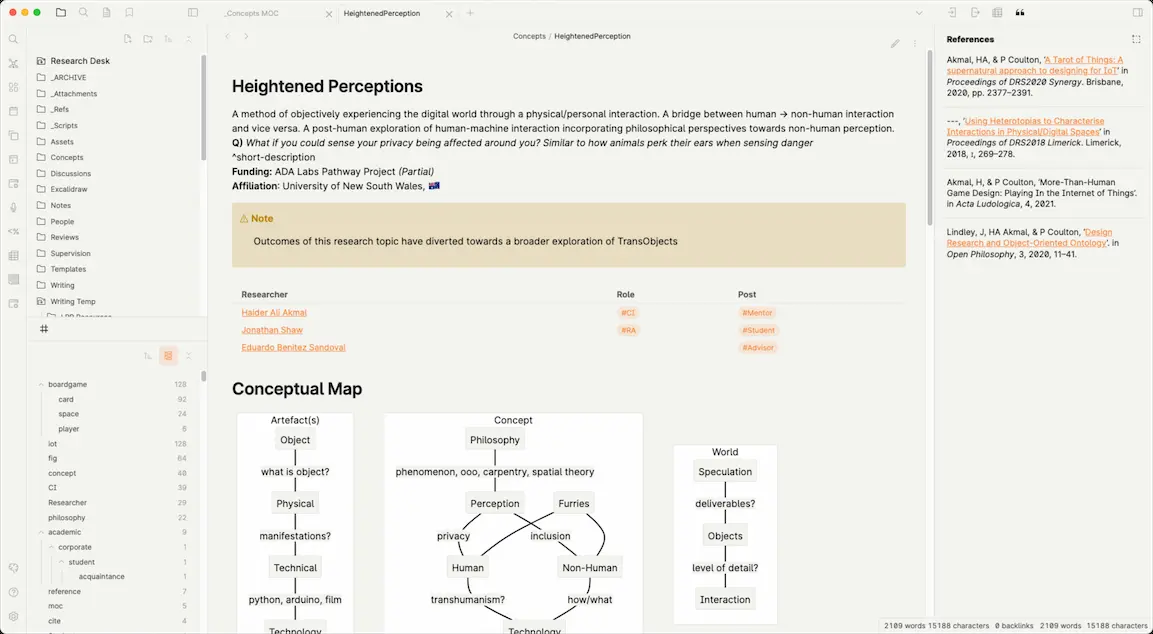 _Concepts MOC
HeightenedPerception
Concepts / HeightenedPerception
Research Desk
_ARCHIVE
_Attachments
_Refs
_Scripts
Assets
Concepts
Discussions
Excalidraw
Notes
People
Reviews
Supervision
Templates
Writing
Writing Temp
LPR Resources
boardgame 128
card 92
space 24
player 6
iot 128
fig 64
concept 48
CI 39
Researcher 29
philosophy 22
academic 9
corporate 1
student 1
acquaintance 1
reference 7
moc 5
cite 4
Heightened Perceptions
A method of objectively experiencing the digital world through a physical/personal interaction. A bridge between human → non-human interaction
and vice versa. A post-human exploration of human-machine interaction incorporating philosophical perspectives towards non-human perception.
Q) What if you could sense your privacy being affected around you? Similar to how animals perk their ears when sensing danger
^short-description
Funding: ADA Labs Pathway Project (Partial)
Affiliation: University of New South Wales, 🇦🇺
Note
Outcomes of this research topic have diverted towards a broader exploration of TransObjects
Researcher Role Post
Haider Ali Akmal #CI #Mentor
Jonathan Shaw #RA #Student
Eduardo Benitez Sandoval #Advisor
Conceptual Map
Artefact(s)
Object
what is object?
Physical
manifestations?
Technical
python, arduino, film
Technology
Concept
Philosophy
phenomenon, ooo, carpentry, spatial theory
Perception Furries
privacy inclusion
Human Non-Human
transhumanism? how/what
Technology
World
Speculation
deliverables?
Objects
level of detail?
Interaction
References
Akmal, HA, & P Coulton, 'A Tarot of Things: A
supernatural approach to designing for IoT' in
Proceedings of DRS2020 Synergy. Brisbane,
2020, pp. 2377–2391.
---, 'Using Heterotopias to Characterise
Interactions in Physical/Digital Spaces' in
Proceedings of DRS2018 Limerick. Limerick,
2018, 1, 269–278.
Akmal, H, & P Coulton, 'More-Than-Human
Game Design: Playing In the Internet of Things'.
in Acta Ludologica, 4, 2021.
Lindley, J, HA Akmal, & P Coulton, 'Design
Research and Object-Oriented Ontology'. in
Open Philosophy, 3, 2020, 11–41.
2109 words 15188 characters 0 backlinks 2109 words 15188 characters